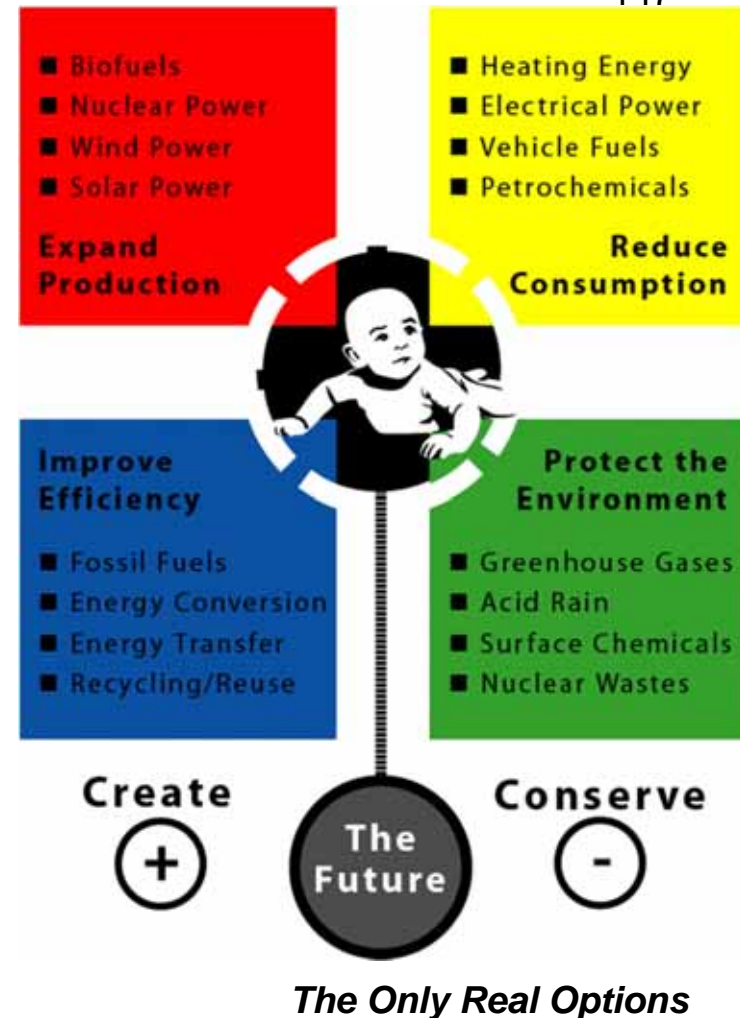 ■ Biofuels
■ Nuclear Power
■ Wind Power
■ Solar Power
Expand
Production
■ Heating Energy
■ Electrical Power
■ Vehicle Fuels
■ Petrochemicals
Reduce
Consumption
Improve
Efficiency
■ Fossil Fuels
■ Energy Conversion
■ Energy Transfer
■ Recycling/Reuse
Protect the
Environment
■ Greenhouse Gases
■ Acid Rain
■ Surface Chemicals
■ Nuclear Wastes
Create
+
The
Future
Conserve
-
The Only Real Options